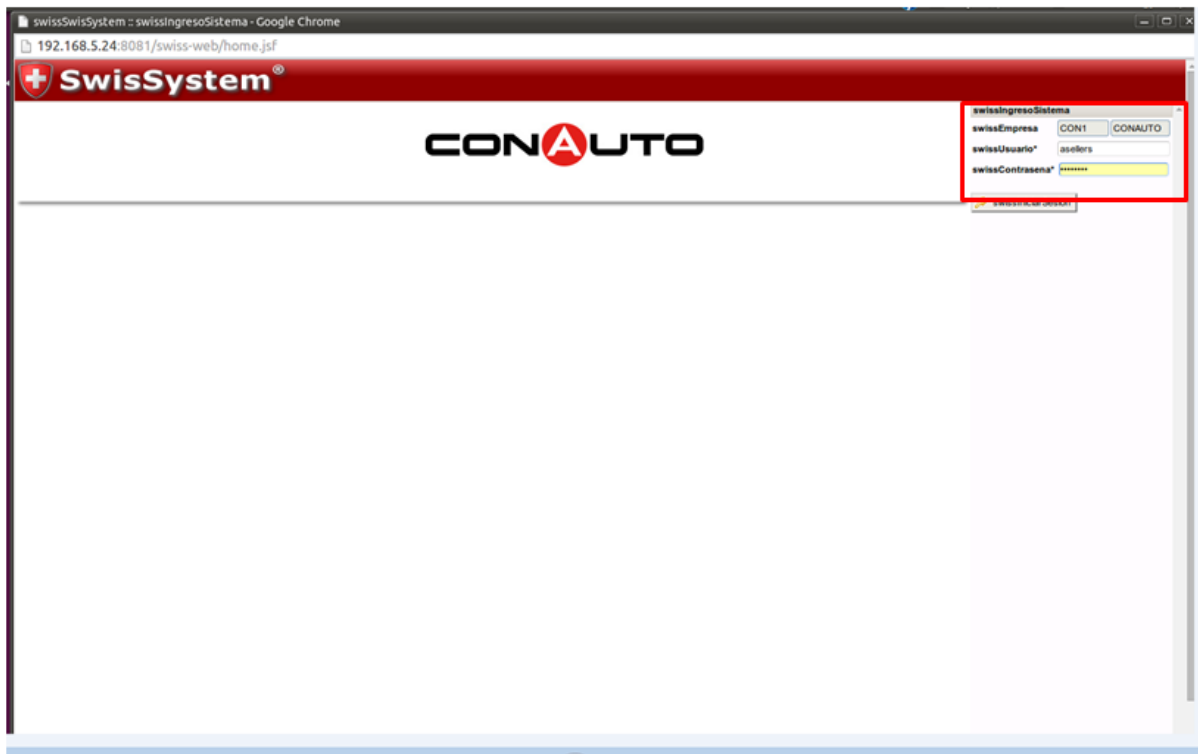 swissSwisSystem :: swissIngresoSistema - Google Chrome
192.168.5.24:8081/swiss-web/home.jsf
SwisSystem®
CONAUTO
swissIngresoSistema
swissEmpresa CON1 CONAUTO
swissUsuario* asellers
swissContrasena* ••••••••
swissIniciarSesion